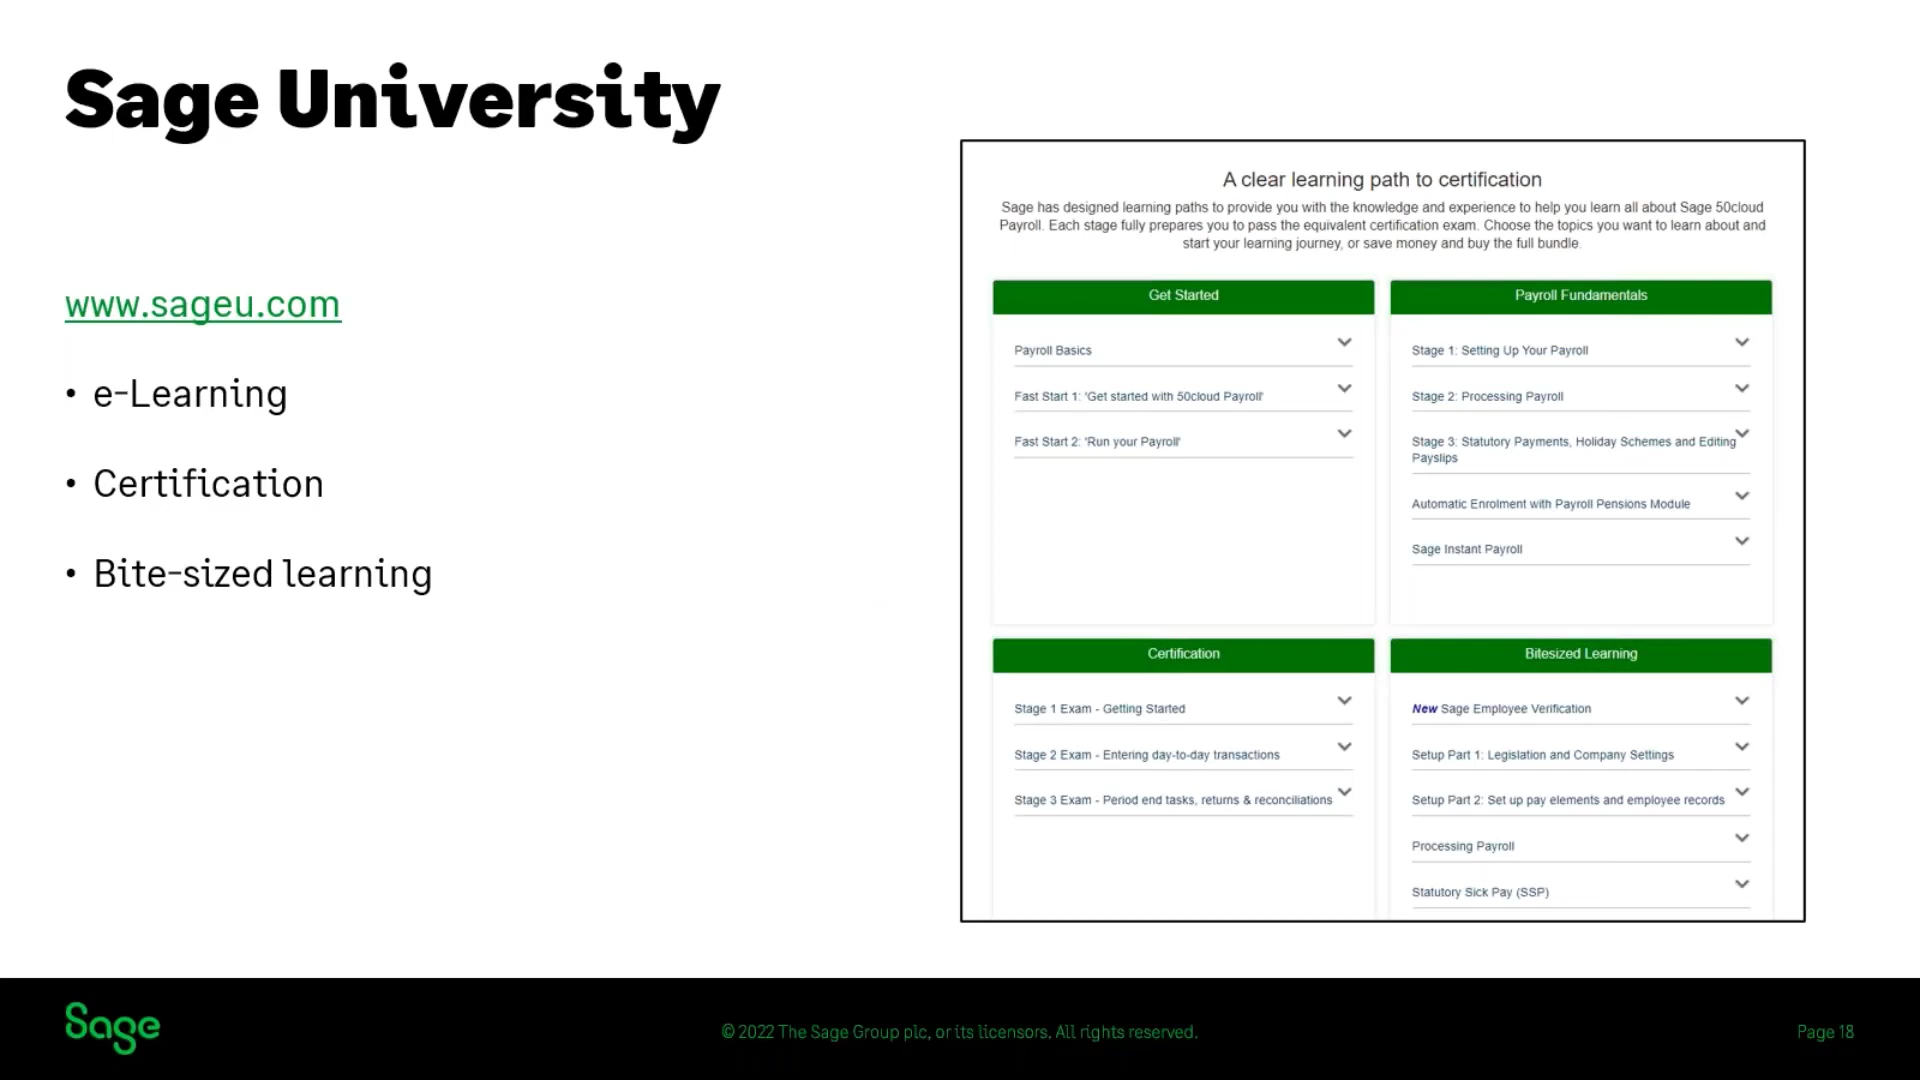 Sage University
www.sageu.com
• e-Learning
• Certification
• Bite-sized learning
A clear learning path to certification
Sage has designed learning paths to provide you with the knowledge and experience to help you learn all about Sage 50cloud
Payroll. Each stage fully prepares you to pass the equivalent certification exam. Choose the topics you want to learn about and
start your learning journey, or save money and buy the full bundle.
Get Started
Payroll Basics
Fast Start 1: 'Get started with 50cloud Payroll'
Fast Start 2: 'Run your Payroll'
Payroll Fundamentals
Stage 1: Setting Up Your Payroll
Stage 2: Processing Payroll
Stage 3: Statutory Payments, Holiday Schemes and Editing
Payslips
Automatic Enrolment with Payroll Pensions Module
Sage Instant Payroll
Certification
Stage 1 Exam - Getting Started
Stage 2 Exam - Entering day-to-day transactions
Stage 3 Exam - Period end tasks, returns & reconciliations
Bitesized Learning
New Sage Employee Verification
Setup Part 1: Legislation and Company Settings
Setup Part 2: Set up pay elements and employee records
Processing Payroll
Statutory Sick Pay (SSP)
Sage
© 2022 The Sage Group plc, or its licensors. All rights reserved.
Page 18